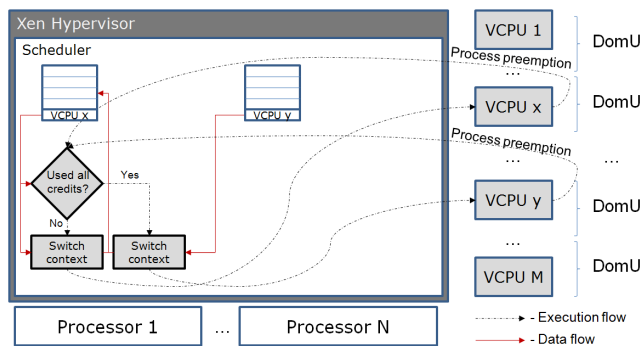 Xen Hypervisor
Scheduler
VCPU x
VCPU y
Used all
credits?
Yes
No
Switch
context
Switch
context
Processor 1
...
Processor N
VCPU 1
DomU
Process preemption
...
VCPU x
DomU
Process preemption
...
...
VCPU y
DomU
...
VCPU M
DomU
- Execution flow
- Data flow